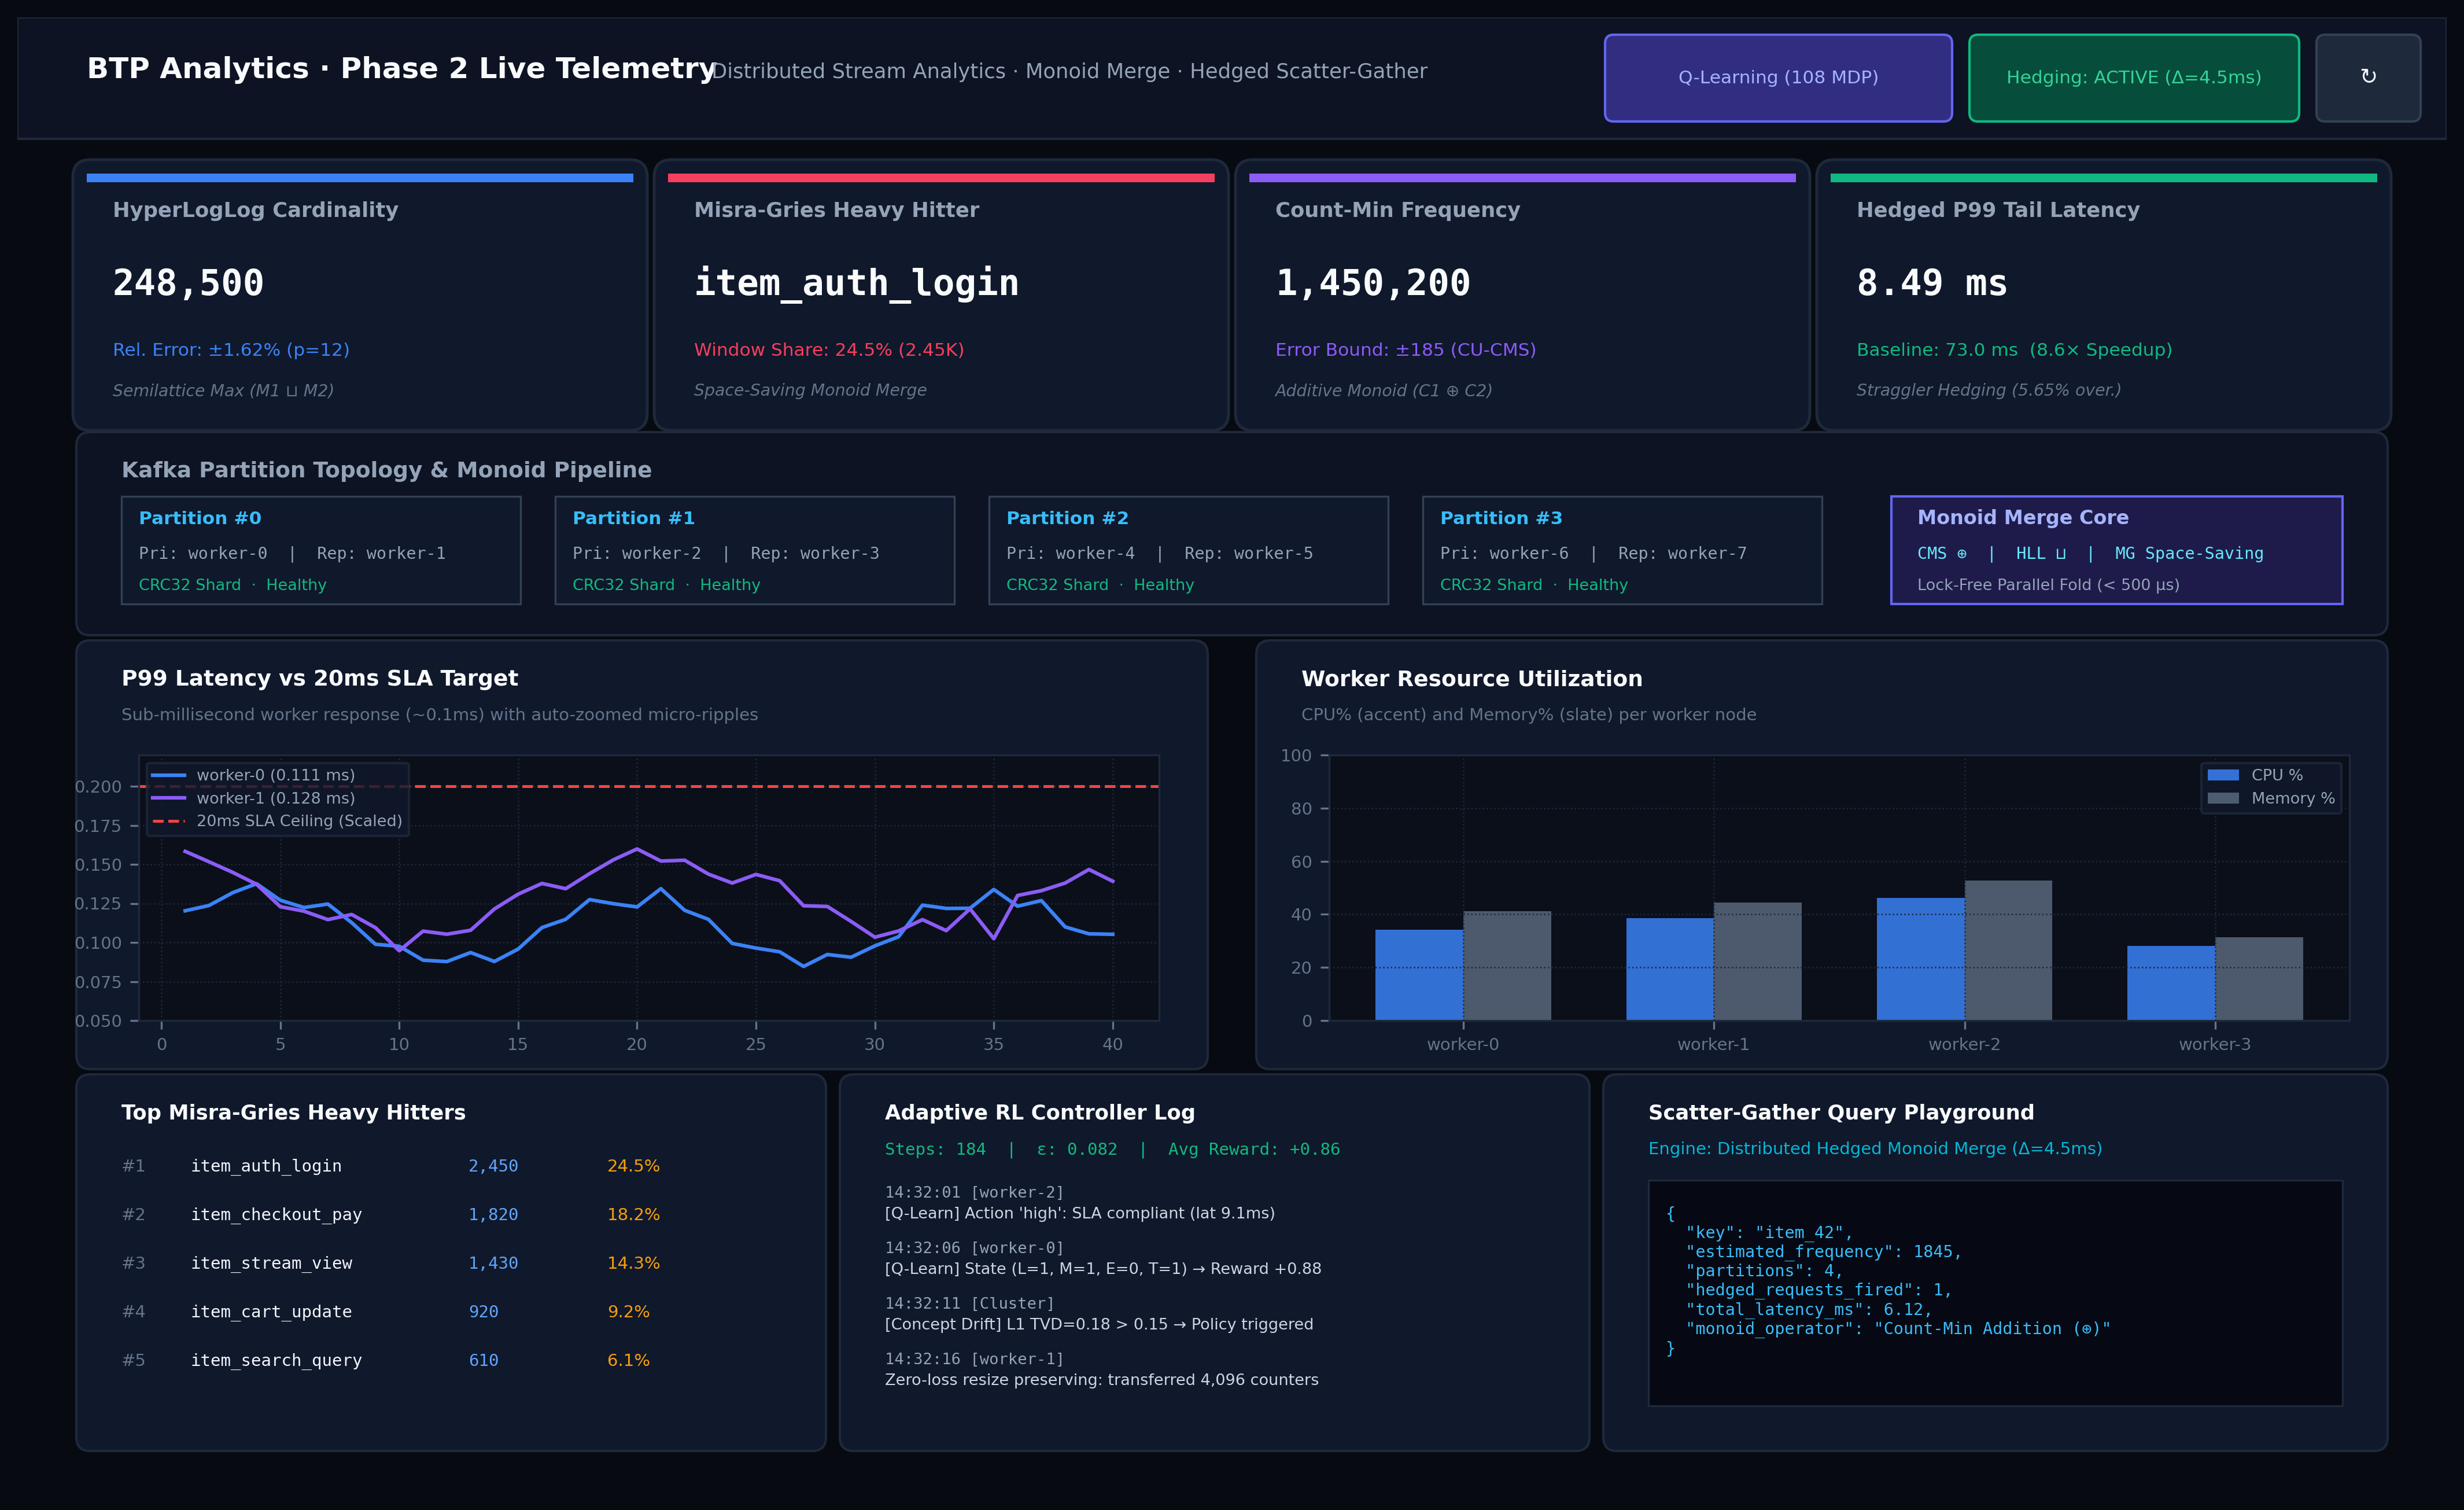 BTP Analytics · Phase 2 Live Telemetry
Distributed Stream Analytics · Monoid Merge · Hedged Scatter-Gather
Q-Learning (108 MDP)
Hedging: ACTIVE (Δ=4.5ms)
↻
HyperLogLog Cardinality
248,500
Rel. Error: ±1.62% (p=12)
Semilattice Max (M1 ⊔ M2)
Misra-Gries Heavy Hitter
item_auth_login
Window Share: 24.5% (2.45K)
Space-Saving Monoid Merge
Count-Min Frequency
1,450,200
Error Bound: ±185 (CU-CMS)
Additive Monoid (C1 ⊕ C2)
Hedged P99 Tail Latency
8.49 ms
Baseline: 73.0 ms (8.6× Speedup)
Straggler Hedging (5.65% over.)
Kafka Partition Topology & Monoid Pipeline
Partition #0
Pri: worker-0 | Rep: worker-1
CRC32 Shard · Healthy
Partition #1
Pri: worker-2 | Rep: worker-3
CRC32 Shard · Healthy
Partition #2
Pri: worker-4 | Rep: worker-5
CRC32 Shard · Healthy
Partition #3
Pri: worker-6 | Rep: worker-7
CRC32 Shard · Healthy
Monoid Merge Core
CMS ⊕ | HLL ⊔ | MG Space-Saving
Lock-Free Parallel Fold (< 500 µs)
P99 Latency vs 20ms SLA Target
Sub-millisecond worker response (~0.1ms) with auto-zoomed micro-ripples
worker-0 (0.111 ms)
worker-1 (0.128 ms)
20ms SLA Ceiling (Scaled)
0.200
0.175
0.150
0.125
0.100
0.075
0.050
0 5 10 15 20 25 30 35 40
Worker Resource Utilization
CPU% (accent) and Memory% (slate) per worker node
CPU %
Memory %
100
80
60
40
20
0
worker-0 worker-1 worker-2 worker-3
Top Misra-Gries Heavy Hitters
#1 item_auth_login 2,450 24.5%
#2 item_checkout_pay 1,820 18.2%
#3 item_stream_view 1,430 14.3%
#4 item_cart_update 920 9.2%
#5 item_search_query 610 6.1%
Adaptive RL Controller Log
Steps: 184 | ε: 0.082 | Avg Reward: +0.86
14:32:01 [worker-2]
[Q-Learn] Action 'high': SLA compliant (lat 9.1ms)
14:32:06 [worker-0]
[Q-Learn] State (L=1, M=1, E=0, T=1) → Reward +0.88
14:32:11 [Cluster]
[Concept Drift] L1 TVD=0.18 > 0.15 → Policy triggered
14:32:16 [worker-1]
Zero-loss resize preserving: transferred 4,096 counters
Scatter-Gather Query Playground
Engine: Distributed Hedged Monoid Merge (Δ=4.5ms)
{
"key": "item_42",
"estimated_frequency": 1845,
"partitions": 4,
"hedged_requests_fired": 1,
"total_latency_ms": 6.12,
"monoid_operator": "Count-Min Addition (⊕)"
}